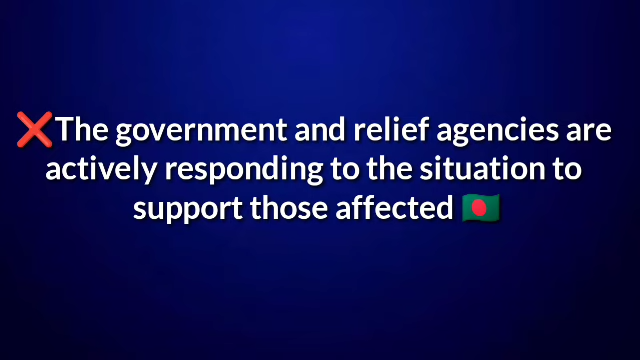 ❌The government and relief agencies are
actively responding to the situation to
support those affected 🇧🇩